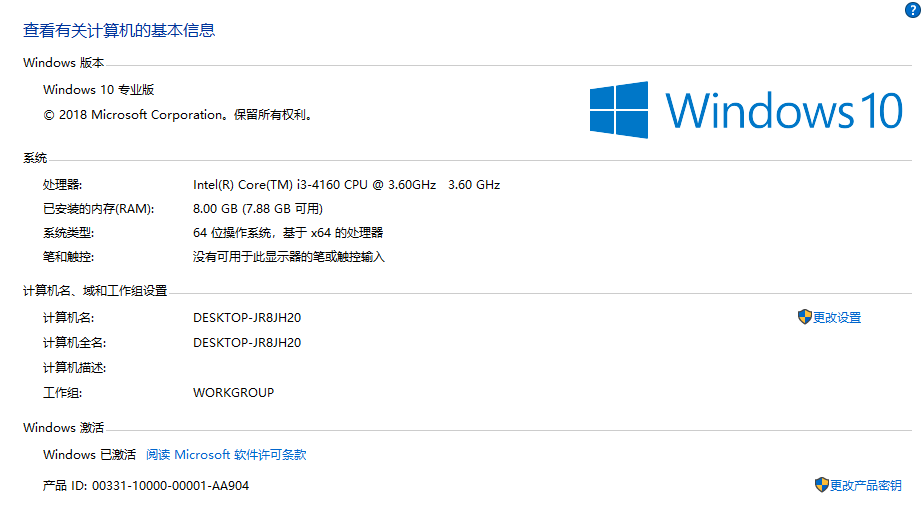 ?
查看有关计算机的基本信息
Windows 版本
Windows 10 专业版
© 2018 Microsoft Corporation。保留所有权利。
Windows 10
系统
处理器: Intel(R) Core(TM) i3-4160 CPU @ 3.60GHz 3.60 GHz
已安装的内存(RAM): 8.00 GB (7.88 GB 可用)
系统类型: 64 位操作系统，基于 x64 的处理器
笔和触控: 没有可用于此显示器的笔或触控输入
计算机名、域和工作组设置
计算机名: DESKTOP-JR8JH20 更改设置
计算机全名: DESKTOP-JR8JH20
计算机描述:
工作组: WORKGROUP
Windows 激活
Windows 已激活 阅读 Microsoft 软件许可条款
产品 ID: 00331-10000-00001-AA904 更改产品密钥